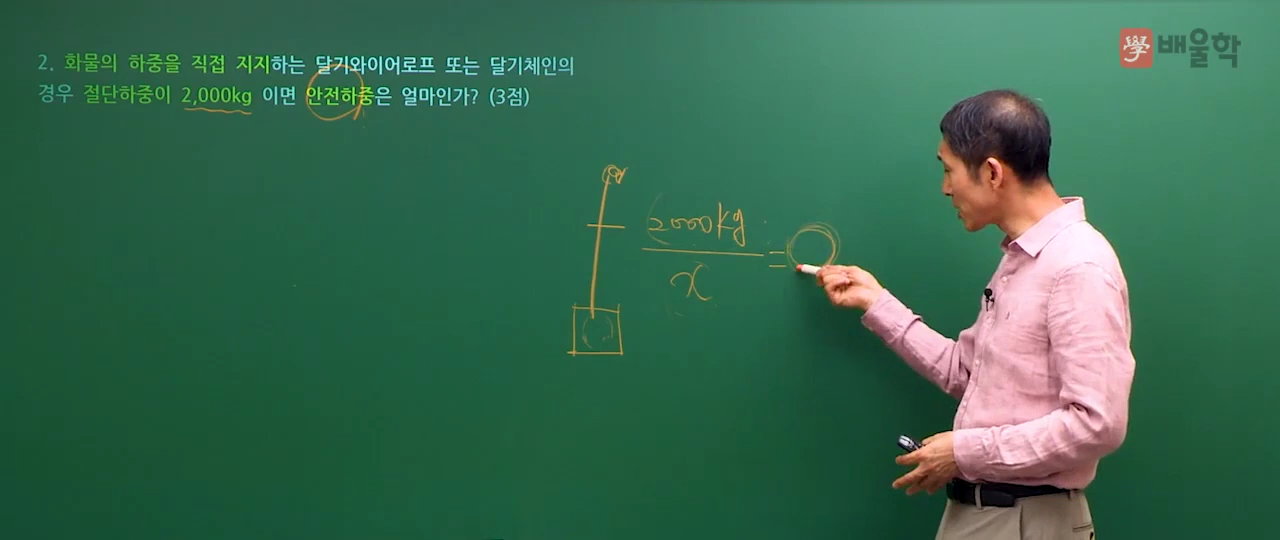 2. 화물의 하중을 직접 지지하는 달기와이어로프 또는 달기체인의
경우 절단하중이 2,000kg 이면 안전하중은 얼마인가? (3점)
學 배울학
2000kg
x
=